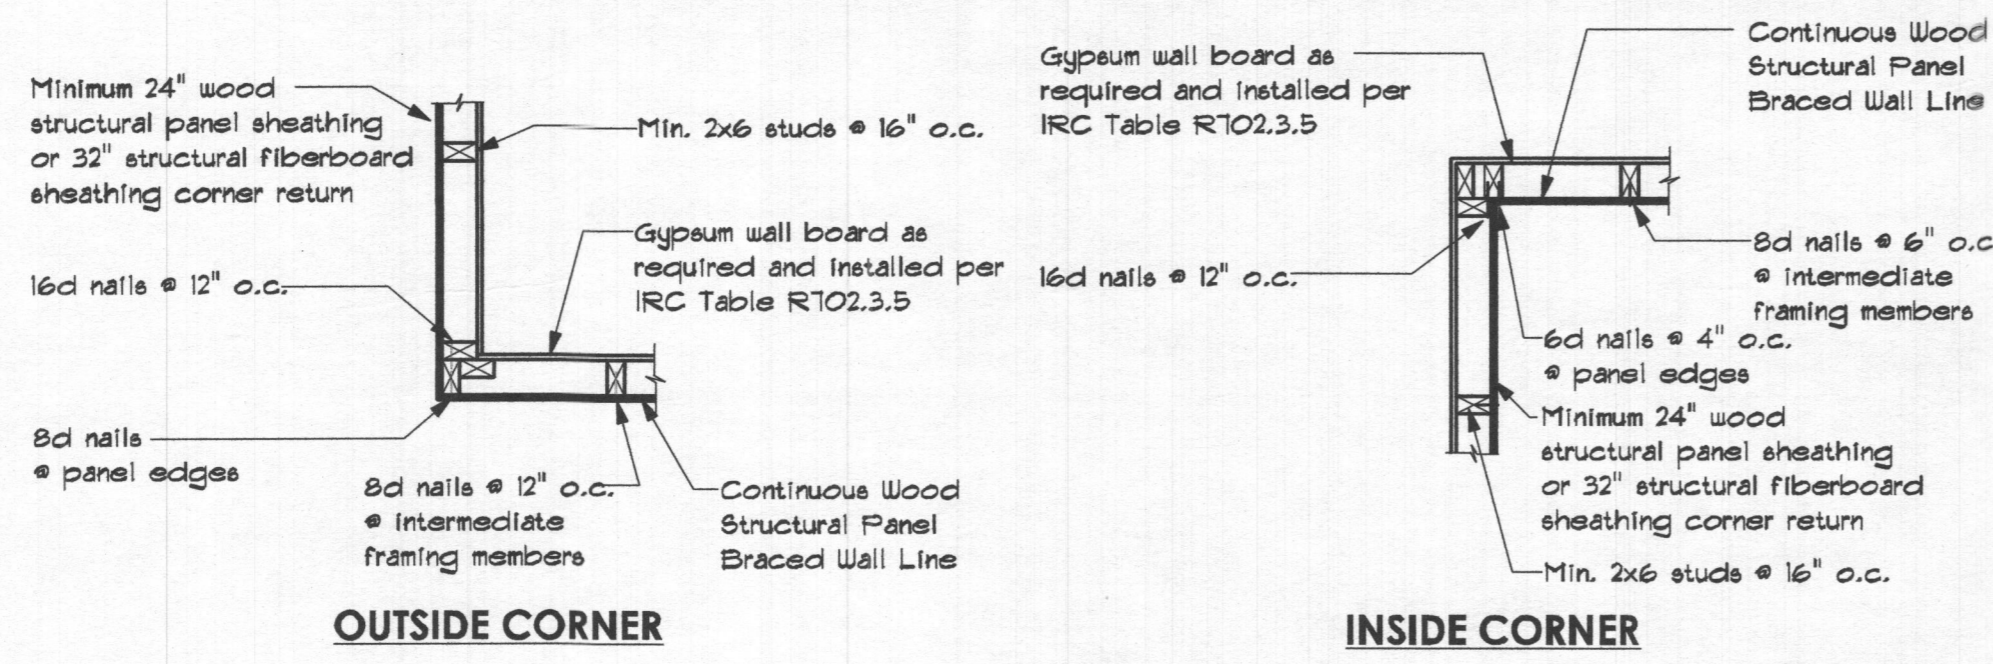 Minimum 24" wood
structural panel sheathing
or 32" structural fiberboard
sheathing corner return
Min. 2x6 studs @ 16" o.c.
Gypsum wall board as
required and installed per
IRC Table R702.3.5
16d nails @ 12" o.c.
8d nails
@ panel edges
8d nails @ 12" o.c.
@ intermediate
framing members
Continuous Wood
Structural Panel
Braced Wall Line
OUTSIDE CORNER
Gypsum wall board as
required and installed per
IRC Table R702.3.5
Continuous Wood
Structural Panel
Braced Wall Line
16d nails @ 12" o.c.
8d nails @ 6" o.c
@ intermediate
framing members
6d nails @ 4" o.c.
@ panel edges
Minimum 24" wood
structural panel sheathing
or 32" structural fiberboard
sheathing corner return
Min. 2x6 studs @ 16" o.c.
INSIDE CORNER